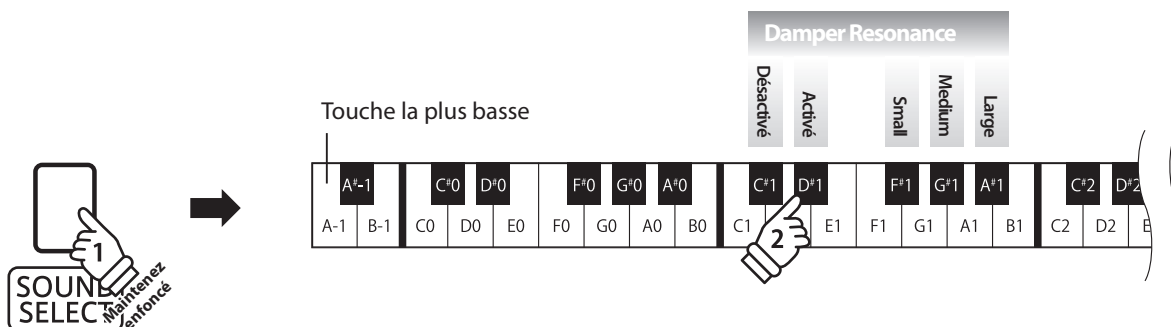 Damper Resonance
Désactivé
Activé
Small
Medium
Large
Touche la plus basse
A#-1 C#0 D#0 F#0 G#0 A#0 C#1 D#1 F#1 G#1 A#1 C#2 D#2
A-1 B-1 C0 D0 E0 F0 G0 A0 B0 C1 E1 F1 G1 A1 B1 C2 D2 E
1
2
SOUND
SELECT
Maintenez
enfoncé